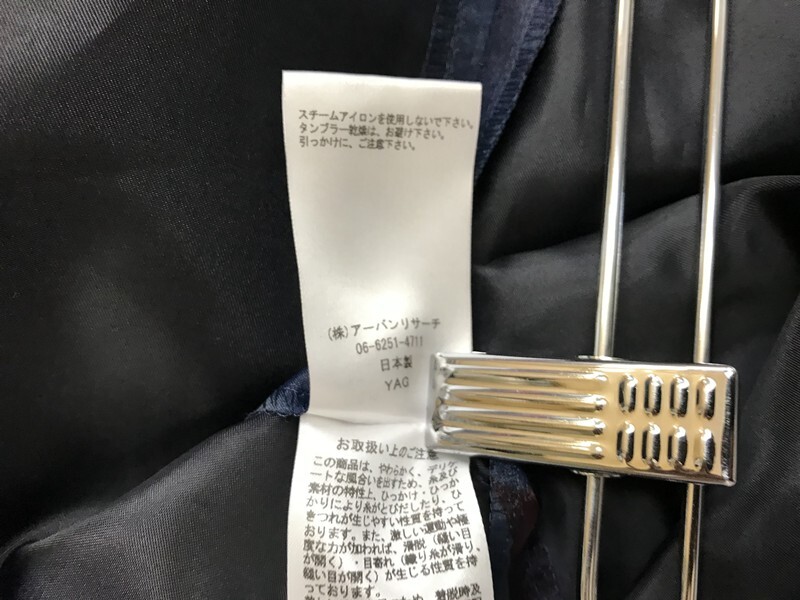 スチームアイロンを使用しないで下さい。
タンブラー乾燥は、お避け下さい。
引っかけに、ご注意下さい。
(株)アーバンリサーチ
06-6251-4711
日本製
YAG
お取扱い上のご注意
この商品は、やわらかく、デリケ
ートな風合いを出すため、糸及び
素材の特性上、ひっかけ・ひっか
かりにより糸がとびだしたり、ひ
きつれが生じやすい性質を持って
おります。また、激しい運動や極
度な力が加われば、滑脱（縫い目
が開く）・目寄れ（織り糸が滑り、
縫い目が開く）が生じる性質を持
っております。
ため、着脱時及